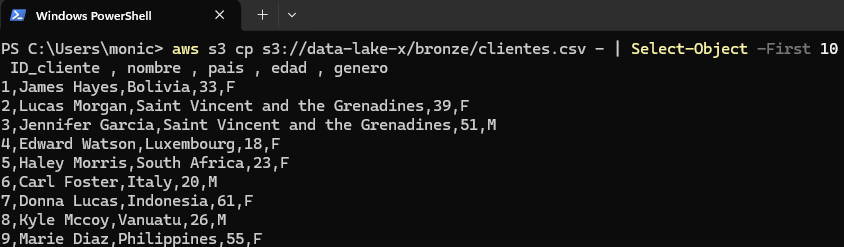 Windows PowerShell
PS C:\Users\monic> aws s3 cp s3://data-lake-x/bronze/clientes.csv - | Select-Object -First 10
 ID_cliente , nombre , pais , edad , genero
1,James Hayes,Bolivia,33,F
2,Lucas Morgan,Saint Vincent and the Grenadines,39,F
3,Jennifer Garcia,Saint Vincent and the Grenadines,51,M
4,Edward Watson,Luxembourg,18,F
5,Haley Morris,South Africa,23,F
6,Carl Foster,Italy,20,M
7,Donna Lucas,Indonesia,61,F
8,Kyle Mccoy,Vanuatu,26,M
9,Marie Diaz,Philippines,55,F